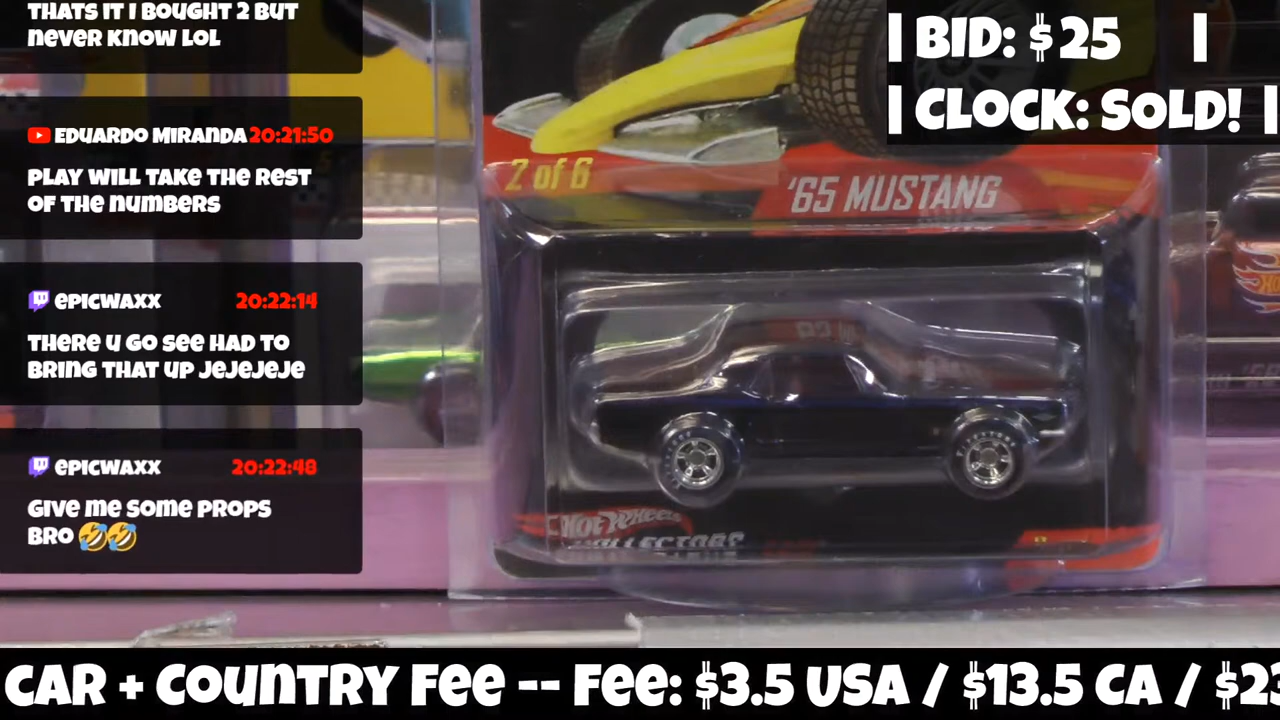 THATS IT I BOUGHT 2 BUT
NEVER KNOW LOL
EDUARDO MIRANDA 20:21:50
PLAY WILL TAKE THE REST
OF THE NUMBERS
EPICWAXX 20:22:14
THERE U GO SEE HAD TO
BRING THAT UP JEJEJEJE
EPICWAXX 20:22:48
GIVE ME SOME PROPS
BRO 🤣🤣
| BID: $25 |
| CLOCK: SOLD! |
2 of 6
'65 MUSTANG
HOT WHEELS
COLLECTORS
CAR + COUNTRY FEE -- FEE: $3.5 USA / $13.5 CA / $23